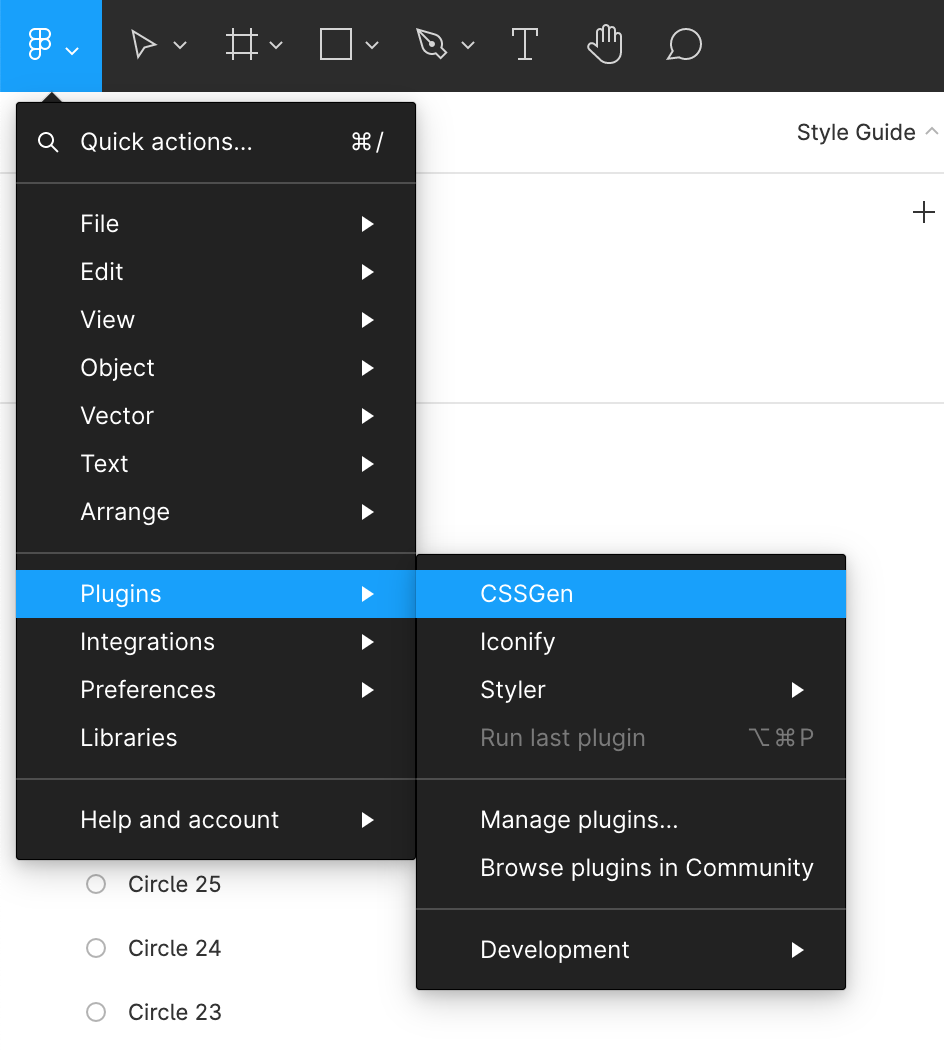 Quick actions... ⌘/
Style Guide
File
Edit
View
Object
Vector
Text
Arrange
Plugins
Integrations
Preferences
Libraries
Help and account
CSSGen
Iconify
Styler
Run last plugin ⌥⌘P
Manage plugins...
Browse plugins in Community
Development
Circle 25
Circle 24
Circle 23